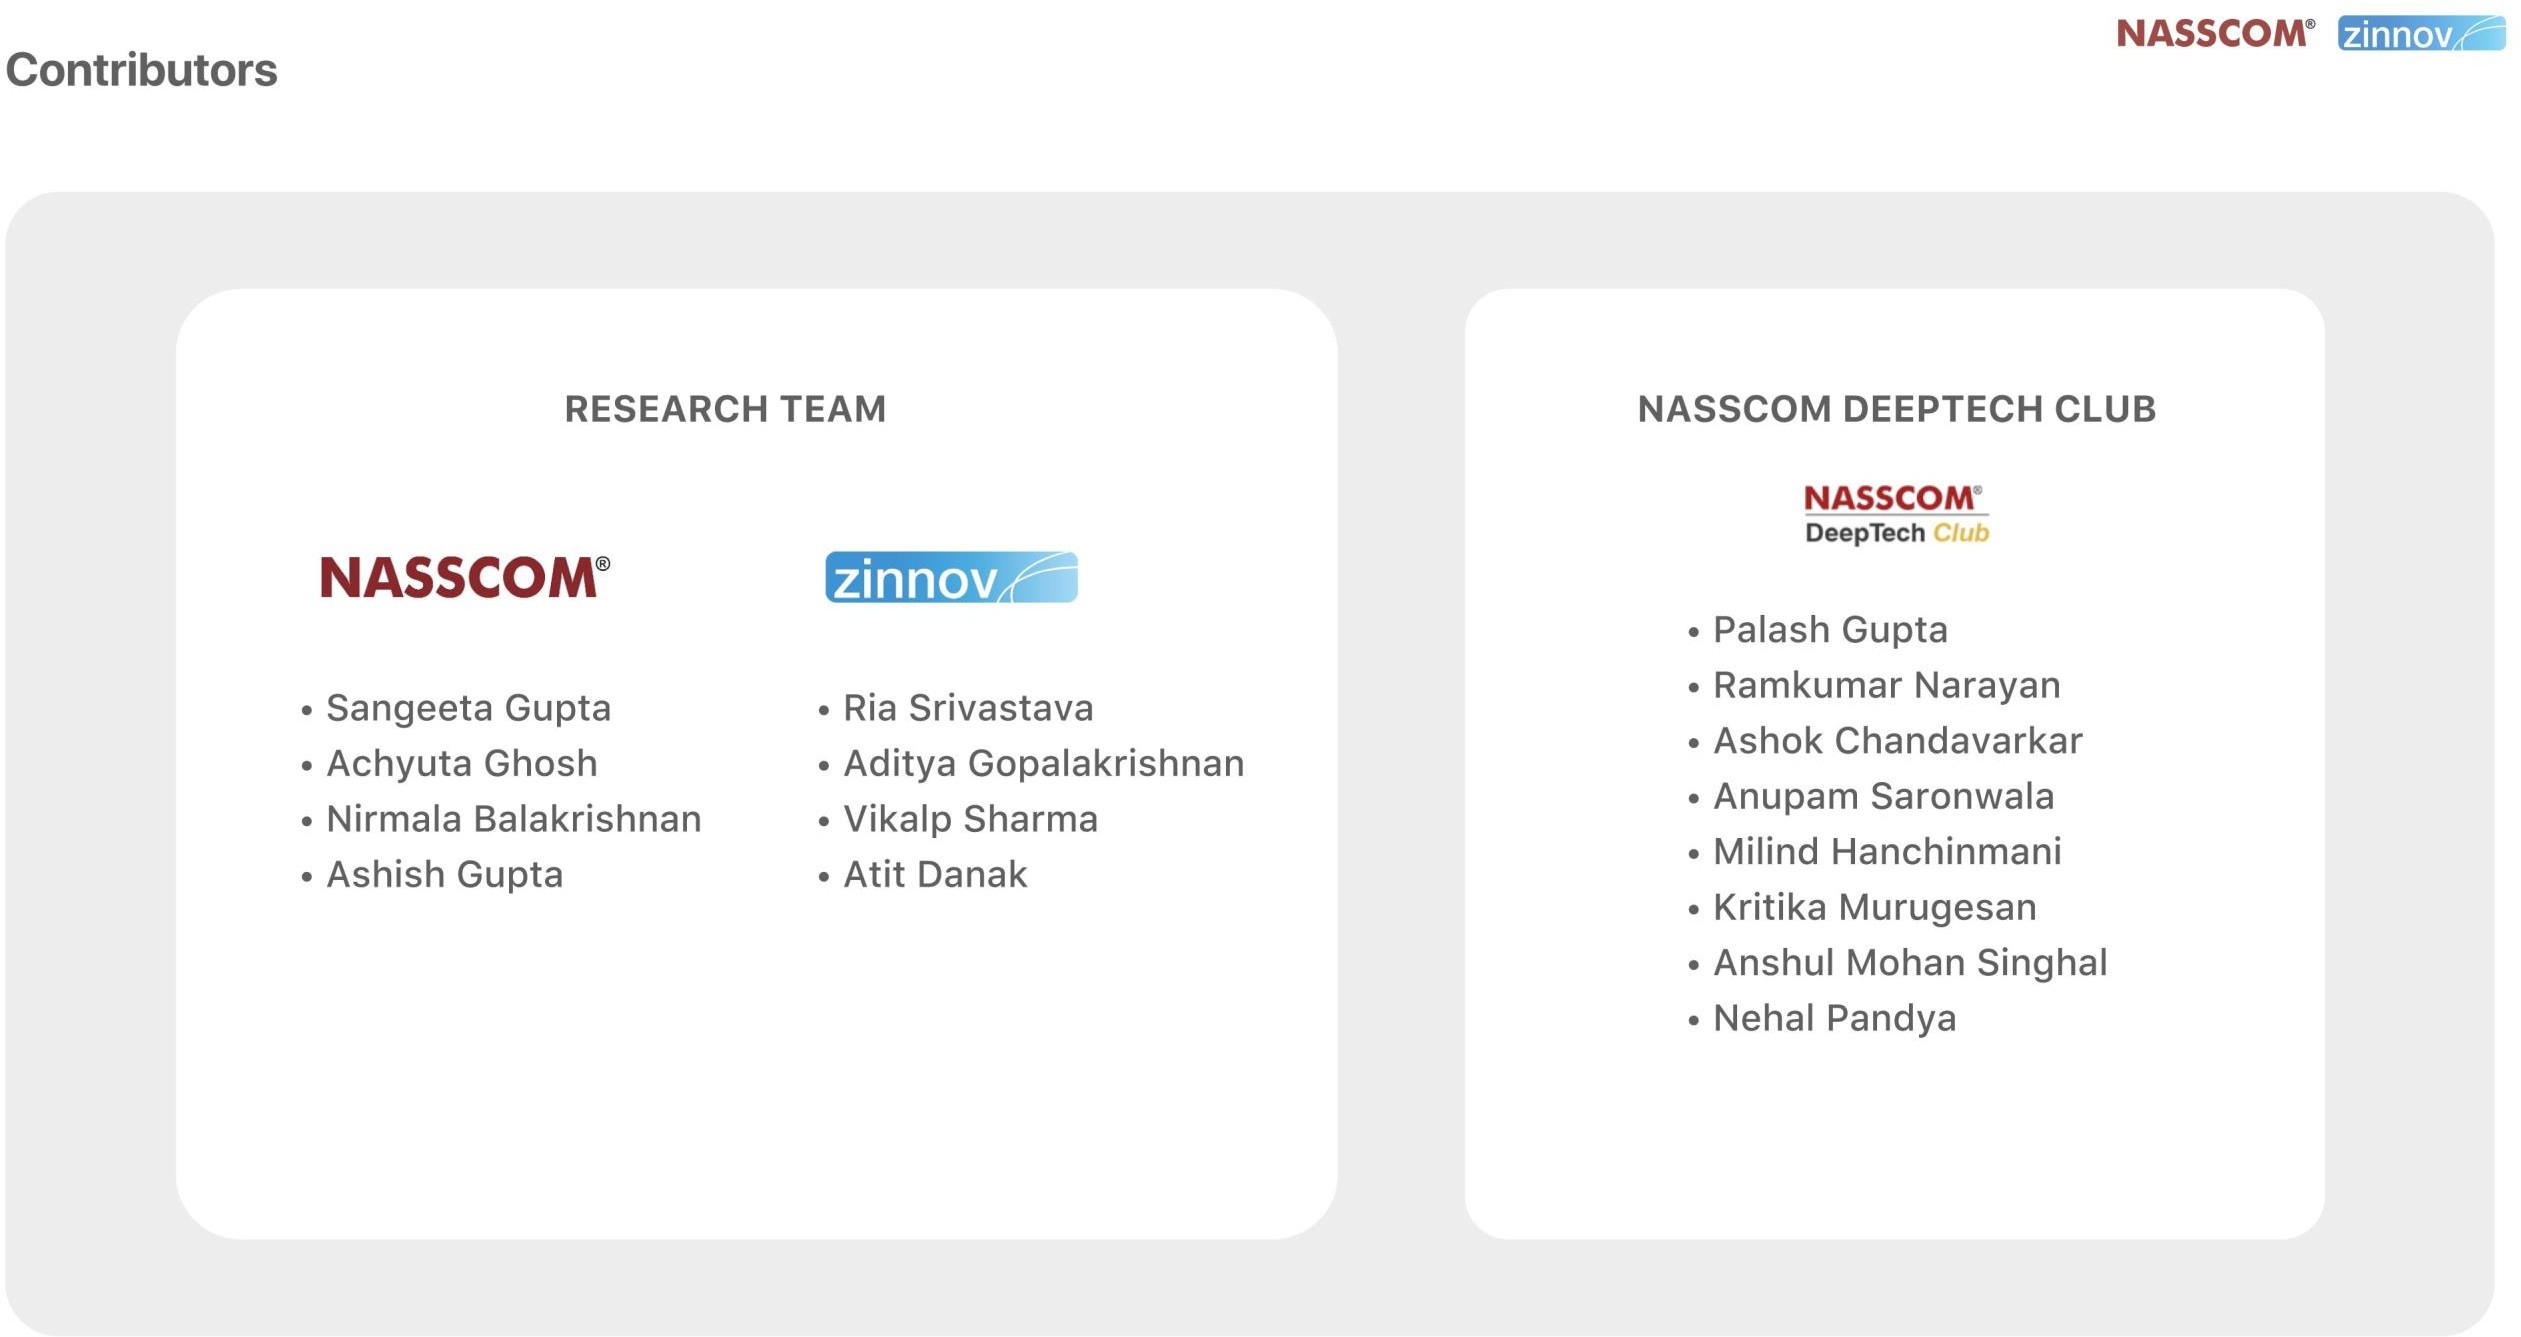 NASSCOM® zinnov
Contributors
RESEARCH TEAM
NASSCOM®
• Sangeeta Gupta
• Achyuta Ghosh
• Nirmala Balakrishnan
• Ashish Gupta
zinnov
• Ria Srivastava
• Aditya Gopalakrishnan
• Vikalp Sharma
• Atit Danak
NASSCOM DEEPTECH CLUB
NASSCOM®
DeepTech Club
• Palash Gupta
• Ramkumar Narayan
• Ashok Chandavarkar
• Anupam Saronwala
• Milind Hanchinmani
• Kritika Murugesan
• Anshul Mohan Singhal
• Nehal Pandya